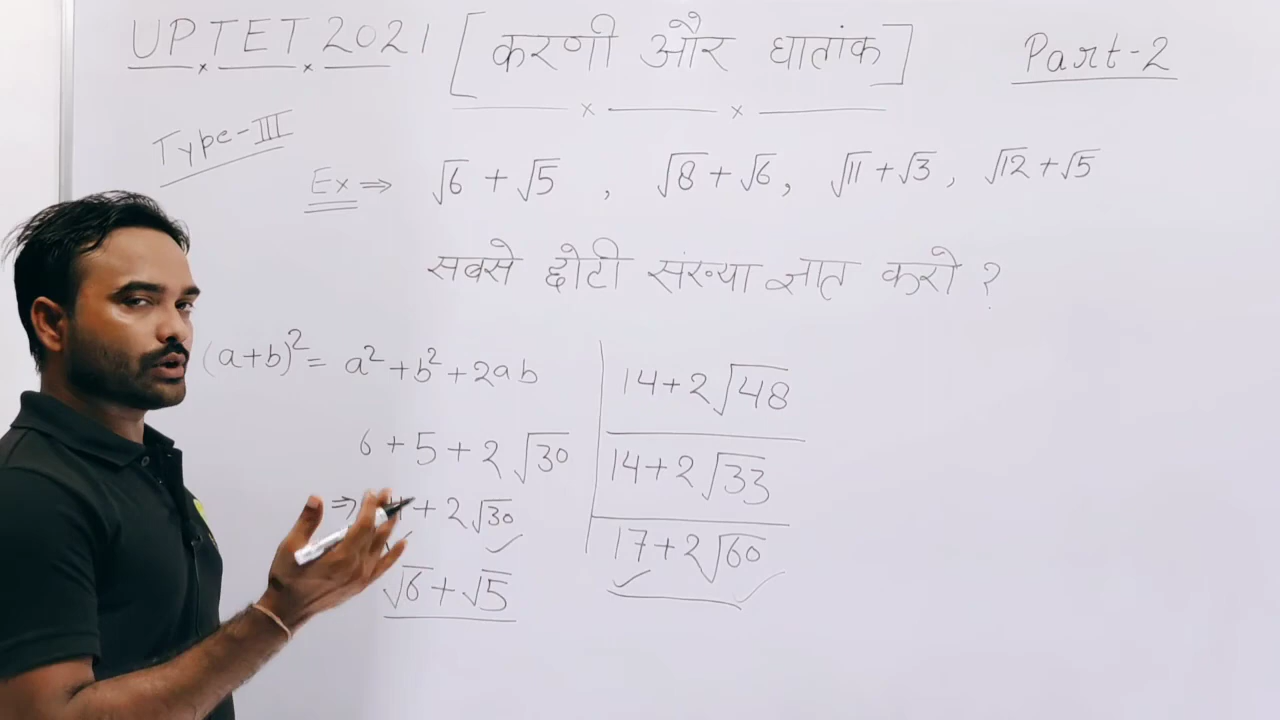 UPTET 2021 [करणी और घातांक] Part-2
Type-III
Ex ⇒ √6 + √5 , √8 + √6, √11 + √3, √12 + √5
सबसे छोटी संख्या ज्ञात करो ?
(a+b)² = a² + b² + 2ab
6 + 5 + 2√30
⇒ + 2√30
√6 + √5
14 + 2√48
14 + 2√33
17 + 2√60